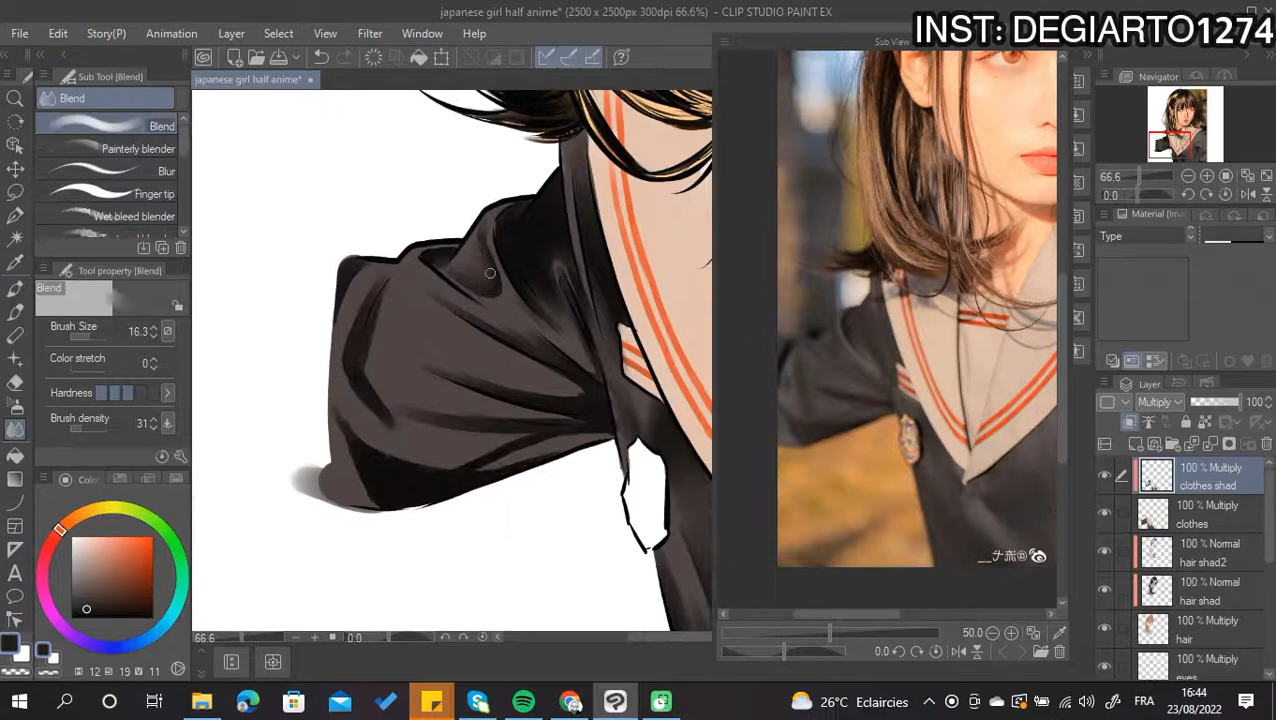 japanese girl half anime* (2500 x 2500px 300dpi 66.6%) - CLIP STUDIO PAINT EX
INST: DEGIARTO1274
File Edit Story(P) Animation Layer Select View Filter Window Help
Sub View
Sub Tool [Blend]
japanese girl half anime*
Navigator
Blend
Blend
Painterly blender
Blur
Finger tip
Wet bleed blender
66.6
0.0
Material [Ima
Type
Tool property [Blend]
Blend
Brush Size 16.3
Color stretch 0
Hardness
Brush density 31
Layer
Multiply 100
100 % Multiply
clothes shad
100 % Multiply
clothes
100 % Normal
hair shad2
100 % Normal
hair shad
100 % Multiply
hair
100 % Multiply
eyes
Color
12 19 11
66.6 0.0
50.0
0.0
26°C Eclaircies
FRA
16:44
23/08/2022